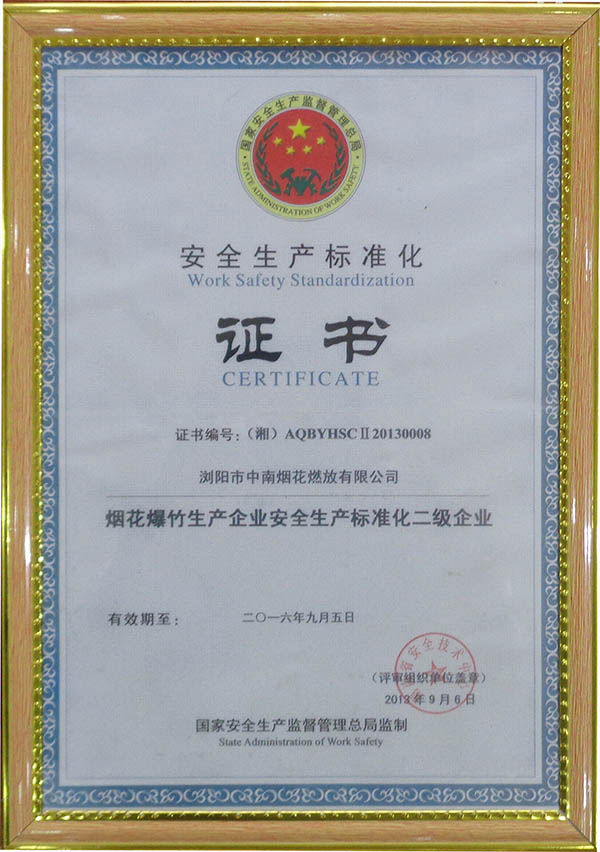 国家安全生产监督管理总局
STATE ADMINISTRATION OF WORK SAFETY
安全生产标准化
Work Safety Standardization
证书
CERTIFICATE
证书编号：（湘）AQBYHSCⅡ20130008
浏阳市中南烟花燃放有限公司
烟花爆竹生产企业安全生产标准化二级企业
有效期至： 二〇一六年九月五日
省安全技术中
（评审组织单位盖章）
2013年9月6日
国家安全生产监督管理总局监制
State Administration of Work Safety